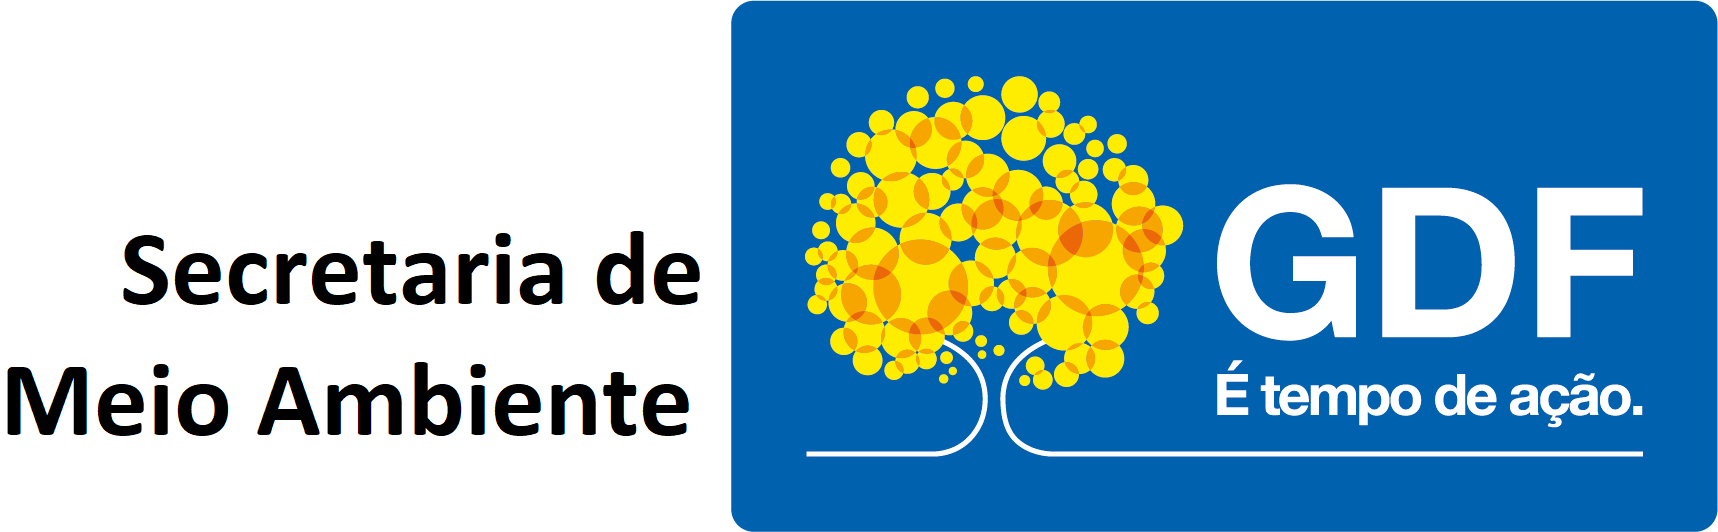 Secretaria de
Meio Ambiente
GDF
É tempo de ação.